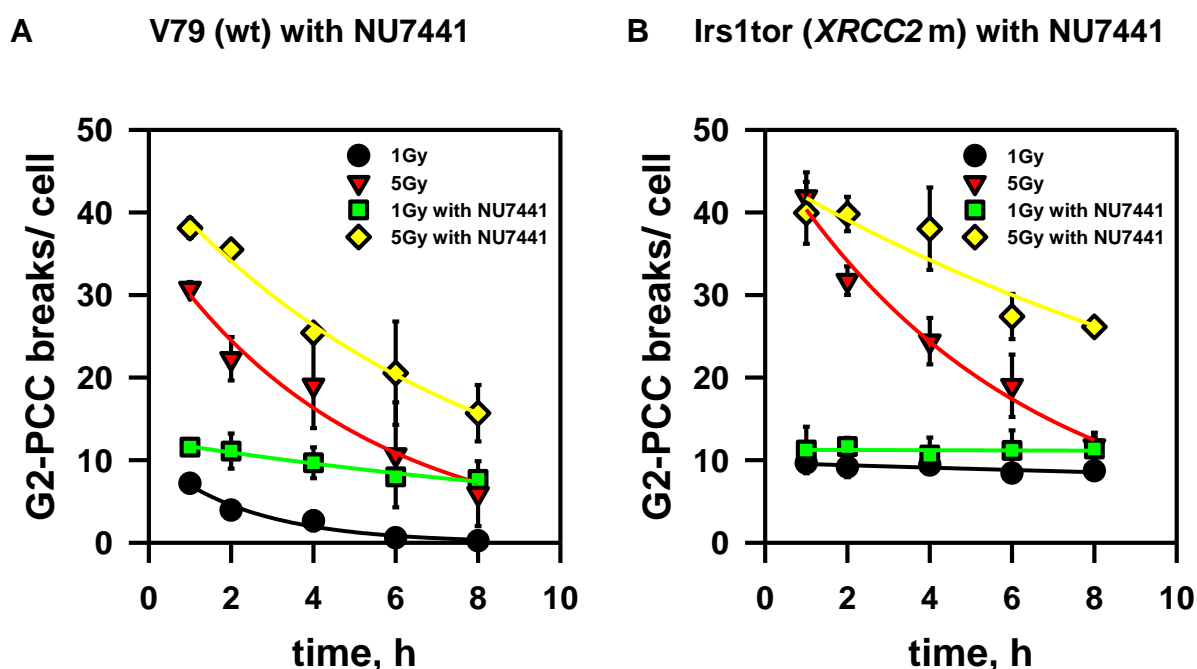 A V79 (wt) with NU7441
50
40
30
20
10
0
G2-PCC breaks/ cell
1Gy
5Gy
1Gy with NU7441
5Gy with NU7441
0 2 4 6 8 10
time, h
B Irs1tor (XRCC2 m) with NU7441
50
40
30
20
10
0
G2-PCC breaks/ cell
1Gy
5Gy
1Gy with NU7441
5Gy with NU7441
0 2 4 6 8 10
time, h